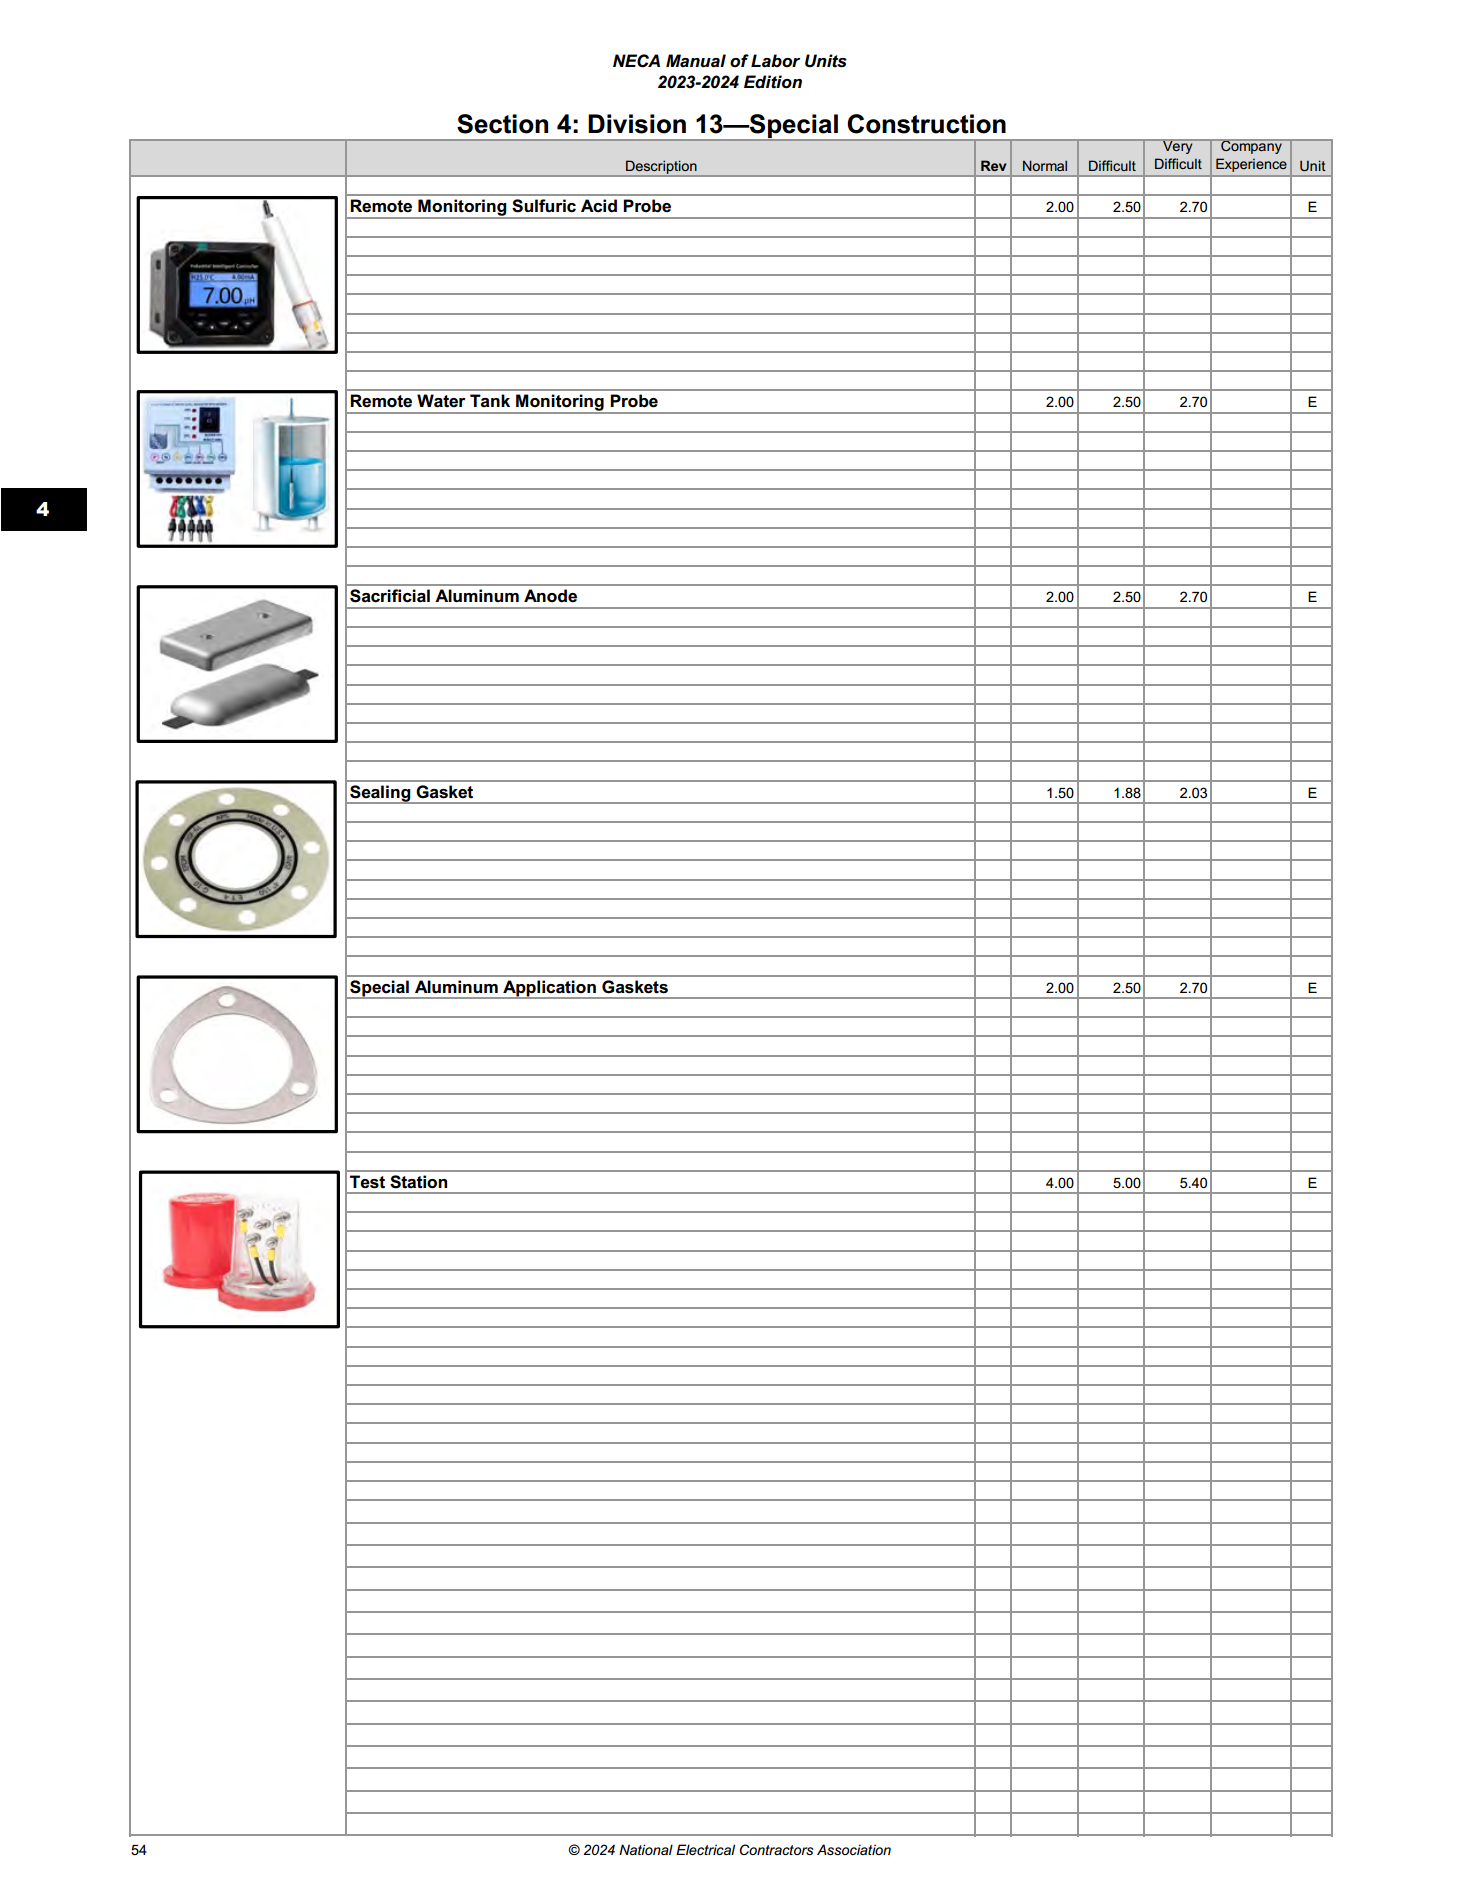 NECA Manual of Labor Units
2023-2024 Edition
Section 4: Division 13—Special Construction
Description Rev Normal Difficult Very Difficult Company Experience Unit
Remote Monitoring Sulfuric Acid Probe 2.00 2.50 2.70 E
Industrial Intelligent Controller
7.00 pH
Remote Water Tank Monitoring Probe 2.00 2.50 2.70 E
4
Sacrificial Aluminum Anode 2.00 2.50 2.70 E
Sealing Gasket 1.50 1.88 2.03 E
Special Aluminum Application Gaskets 2.00 2.50 2.70 E
Test Station 4.00 5.00 5.40 E
54
© 2024 National Electrical Contractors Association